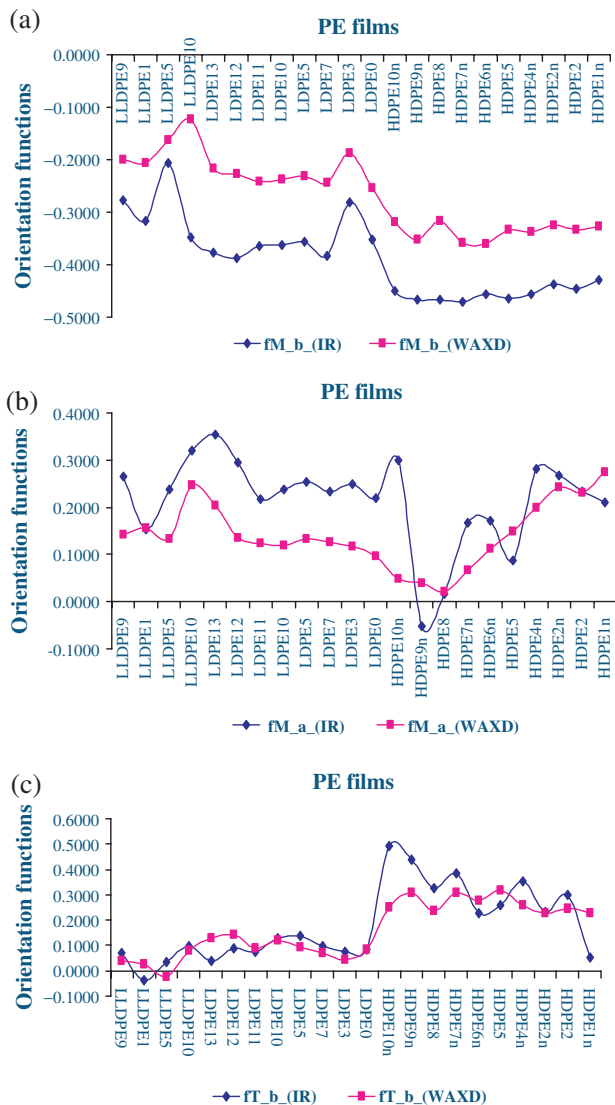 (a)
PE films
0.0000
-0.1000
-0.2000
-0.3000
-0.4000
-0.5000
Orientation functions
LLDPE9
LLDPE1
LLDPE5
LLLDPE10
LDPE13
LDPE12
LDPE11
LDPE10
LDPE5
LDPE7
LDPE3
LDPE0
HDPE10n
HDPE9n
HDPE8
HDPE7n
HDPE6n
HDPE5
HDPE4n
HDPE2n
HDPE2
HDPE1n
fM_b_(IR)
fM_b_(WAXD)
(b)
PE films
0.4000
0.3000
0.2000
0.1000
0.0000
-0.1000
Orientation functions
LLDPE9
LLDPE1
LLDPE5
LLDPE10
LDPE13
LDPE12
LDPE11
LDPE10
LDPE5
LDPE7
LDPE3
LDPE0
HDPE10n
HDPE9n
HDPE8
HDPE7n
HDPE6n
HDPE5
HDPE4n
HDPE2n
HDPE2
HDPE1n
fM_a_(IR)
fM_a_(WAXD)
(c)
PE films
0.6000
0.5000
0.4000
0.3000
0.2000
0.1000
0.0000
-0.1000
Orientation functions
LLDPE9
LLDPE1
LLDPE5
LLDPE10
LDPE13
LDPE12
LDPE11
LDPE10
LDPE5
LDPE7
LDPE3
LDPE0
HDPE10n
HDPE9n
HDPE8
HDPE7n
HDPE6n
HDPE5
HDPE4n
HDPE2n
HDPE2
HDPE1n
fT_b_(IR)
fT_b_(WAXD)